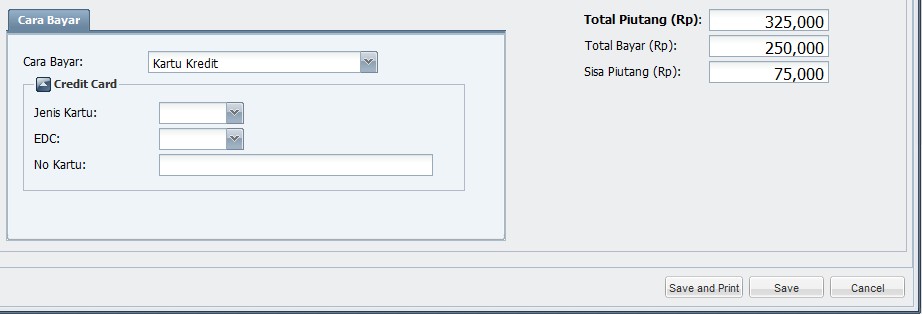 Cara Bayar
Cara Bayar: Kartu Kredit
Credit Card
Jenis Kartu:
EDC:
No Kartu:
Total Piutang (Rp): 325,000
Total Bayar (Rp): 250,000
Sisa Piutang (Rp): 75,000
Save and Print Save Cancel